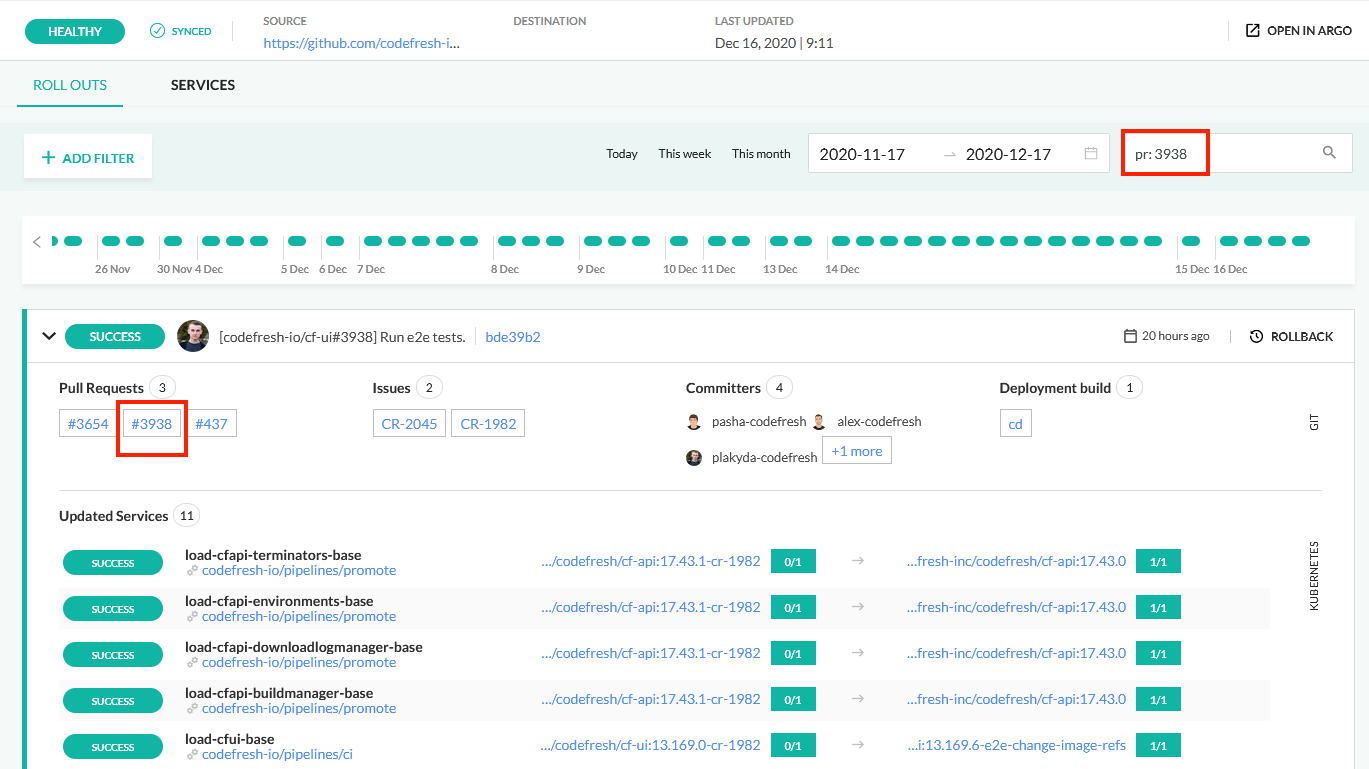 HEALTHY
SYNCED
SOURCE
https://github.com/codefresh-i...
DESTINATION
LAST UPDATED
Dec 16, 2020 | 9:11
OPEN IN ARGO
ROLL OUTS
SERVICES
+ ADD FILTER
Today
This week
This month
2020-11-17 → 2020-12-17
pr: 3938
26 Nov
30 Nov
4 Dec
5 Dec
6 Dec
7 Dec
8 Dec
9 Dec
10 Dec
11 Dec
13 Dec
14 Dec
15 Dec
16 Dec
SUCCESS
[codefresh-io/cf-ui#3938] Run e2e tests.
bde39b2
20 hours ago
ROLLBACK
Pull Requests 3
#3654
#3938
#437
Issues 2
CR-2045
CR-1982
Committers 4
pasha-codefresh
alex-codefresh
plakyda-codefresh
+1 more
Deployment build 1
cd
GIT
Updated Services 11
SUCCESS
load-cfapi-terminators-base
codefresh-io/pipelines/promote
.../codefresh/cf-api:17.43.1-cr-1982 0/1 → ...fresh-inc/codefresh/cf-api:17.43.0 1/1
SUCCESS
load-cfapi-environments-base
codefresh-io/pipelines/promote
.../codefresh/cf-api:17.43.1-cr-1982 0/1 → ...fresh-inc/codefresh/cf-api:17.43.0 1/1
SUCCESS
load-cfapi-downloadlogmanager-base
codefresh-io/pipelines/promote
.../codefresh/cf-api:17.43.1-cr-1982 0/1 → ...fresh-inc/codefresh/cf-api:17.43.0 1/1
SUCCESS
load-cfapi-buildmanager-base
codefresh-io/pipelines/promote
.../codefresh/cf-api:17.43.1-cr-1982 0/1 → ...fresh-inc/codefresh/cf-api:17.43.0 1/1
SUCCESS
load-cfui-base
codefresh-io/pipelines/ci
.../codefresh/cf-ui:13.169.0-cr-1982 0/1 → ...i:13.169.6-e2e-change-image-refs 1/1
KUBERNETES